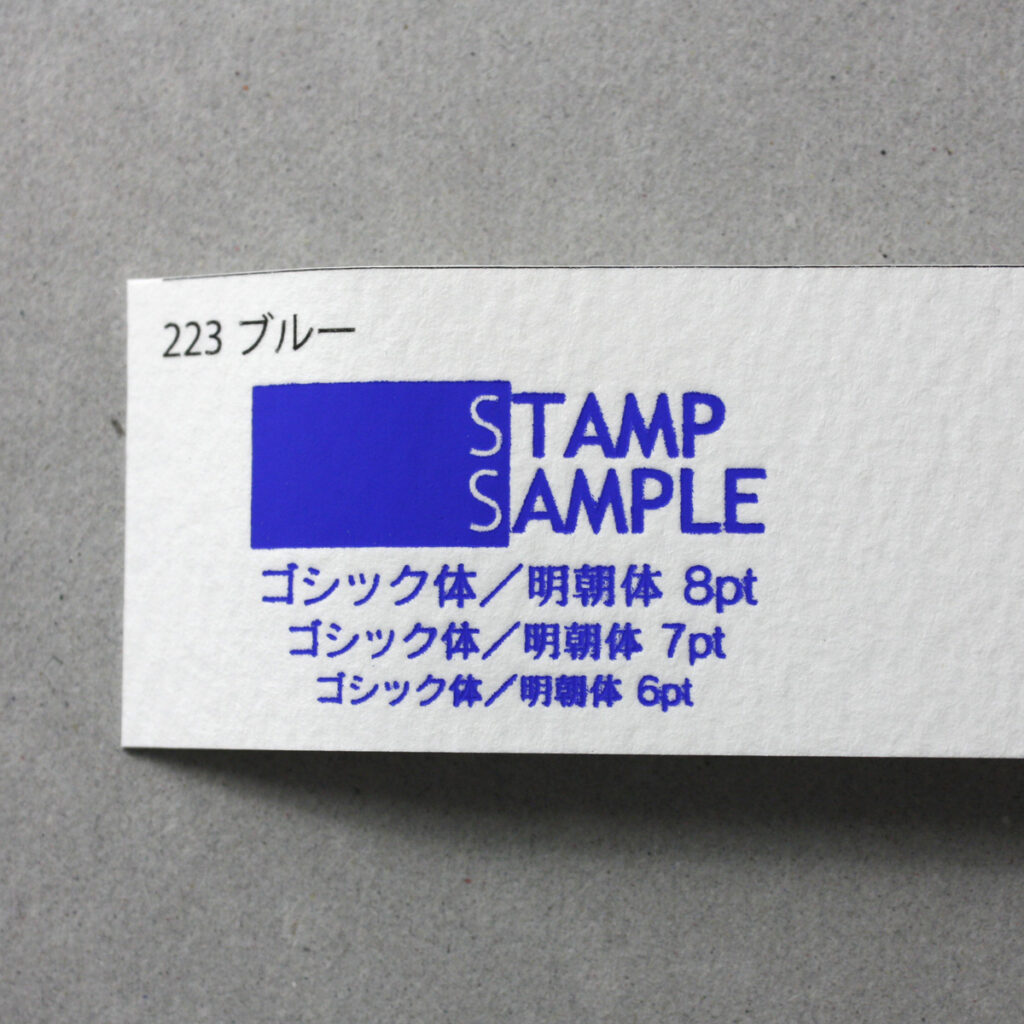 223 ブルー
STAMP
SAMPLE
ゴシック体／明朝体 8pt
ゴシック体／明朝体 7pt
ゴシック体／明朝体 6pt